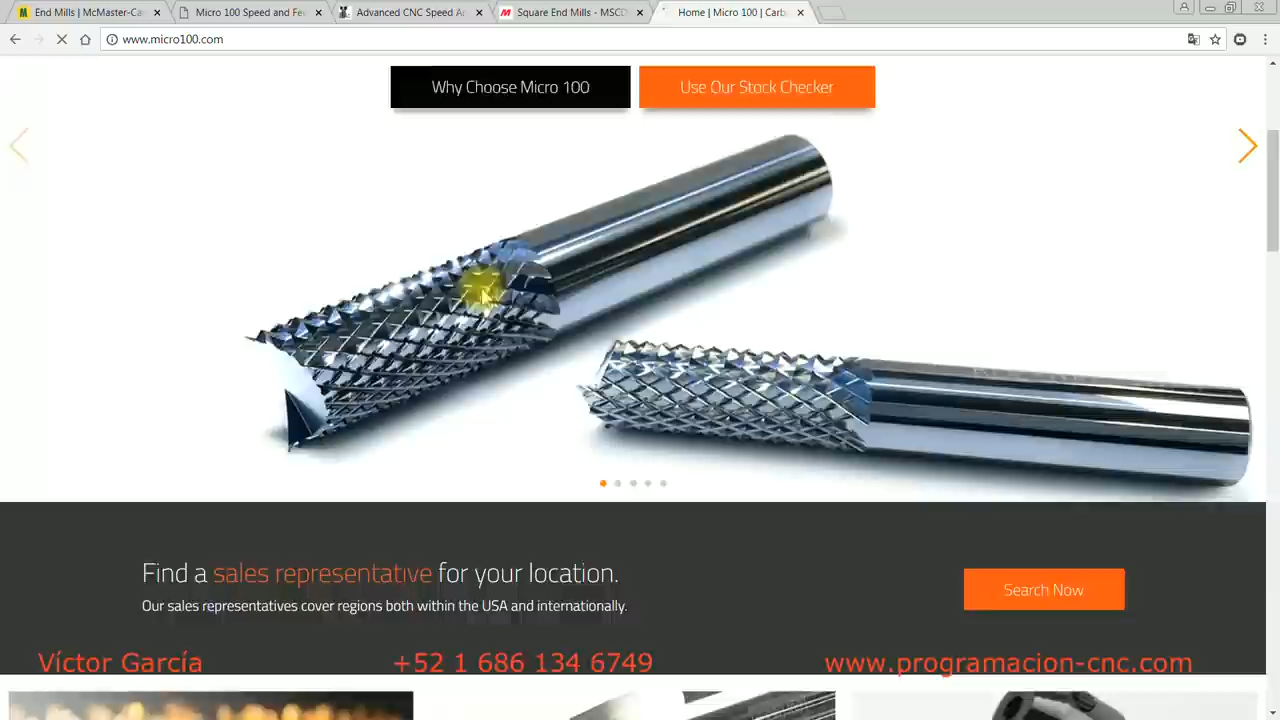 End Mills | McMaster-Ca
Micro 100 Speed and Fe
Advanced CNC Speed A
Square End Mills - MSC
Home | Micro 100 | Carb
www.micro100.com
Why Choose Micro 100
Use Our Stock Checker
Find a sales representative for your location.
Our sales representatives cover regions both within the USA and internationally.
Search Now
Víctor García
+52 1 686 134 6749
www.programacion-cnc.com